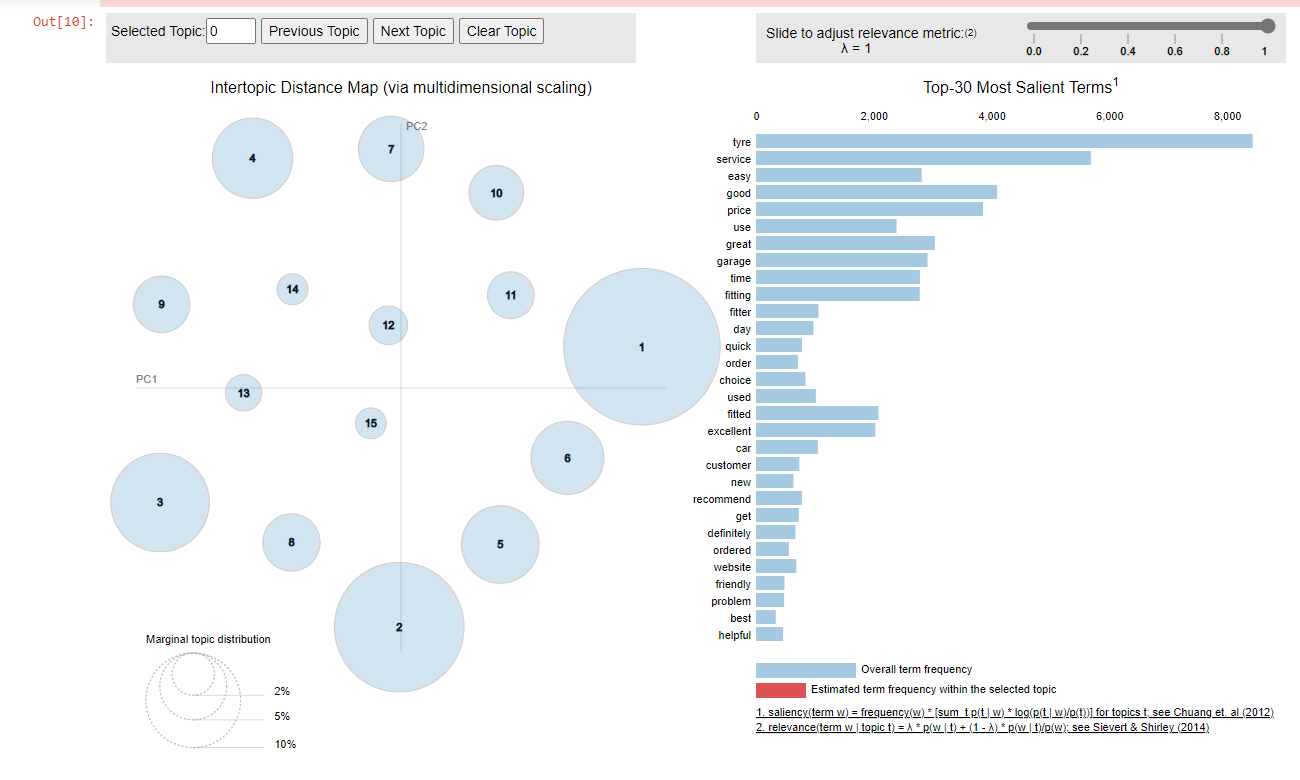 Out[10]:
Selected Topic: 0 Previous Topic Next Topic Clear Topic
Slide to adjust relevance metric:(2)
λ = 1
0.0 0.2 0.4 0.6 0.8 1
Intertopic Distance Map (via multidimensional scaling)
PC2
PC1
4
7
10
9
14
11
12
1
13
15
6
3
8
5
2
Marginal topic distribution
2%
5%
10%
Top-30 Most Salient Terms1
0 2,000 4,000 6,000 8,000
tyre
service
easy
good
price
use
great
garage
time
fitting
fitter
day
quick
order
choice
used
fitted
excellent
car
customer
new
recommend
get
definitely
ordered
website
friendly
problem
best
helpful
Overall term frequency
Estimated term frequency within the selected topic
1. saliency(term w) = frequency(w) * [sum_t p(t | w) * log(p(t | w)/p(t))] for topics t; see Chuang et. al (2012)
2. relevance(term w | topic t) = λ * p(w | t) + (1 - λ) * p(w | t)/p(w); see Sievert & Shirley (2014)